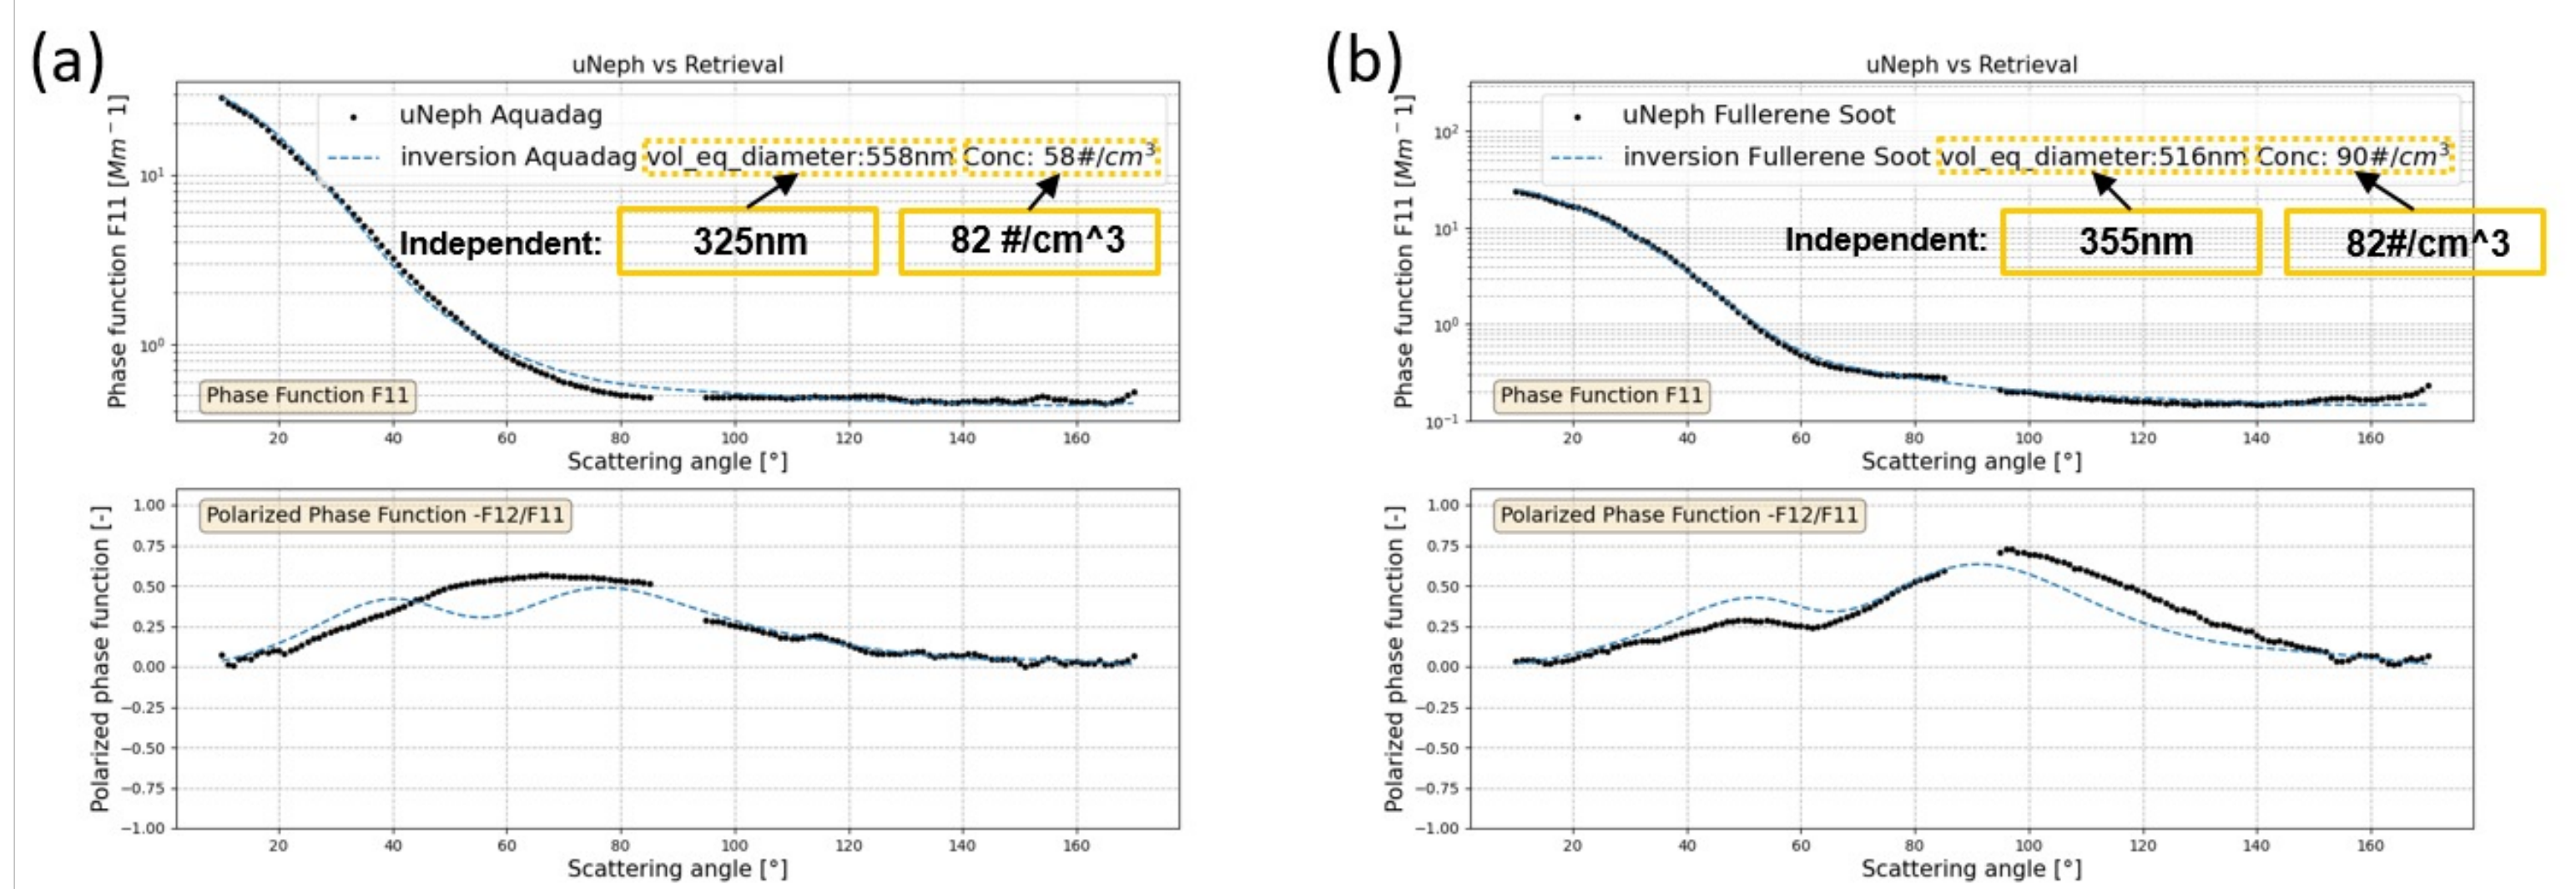 (a)
uNeph vs Retrieval
Phase function F11 [Mm⁻1]
uNeph Aquadag
inversion Aquadag vol_eq_diameter:558nm Conc: 58#/cm³
Independent: 325nm 82 #/cm^3
10¹
10⁰
Phase Function F11
20 40 60 80 100 120 140 160
Scattering angle [°]
Polarized phase function [-]
Polarized Phase Function -F12/F11
1.00
0.75
0.50
0.25
0.00
−0.25
−0.50
−0.75
−1.00
20 40 60 80 100 120 140 160
Scattering angle [°]
(b)
uNeph vs Retrieval
Phase function F11 [Mm⁻1]
uNeph Fullerene Soot
inversion Fullerene Soot vol_eq_diameter:516nm Conc: 90#/cm³
Independent: 355nm 82#/cm^3
10²
10¹
10⁰
10⁻¹
Phase Function F11
20 40 60 80 100 120 140 160
Scattering angle [°]
Polarized phase function [-]
Polarized Phase Function -F12/F11
1.00
0.75
0.50
0.25
0.00
−0.25
−0.50
−0.75
−1.00
20 40 60 80 100 120 140 160
Scattering angle [°]